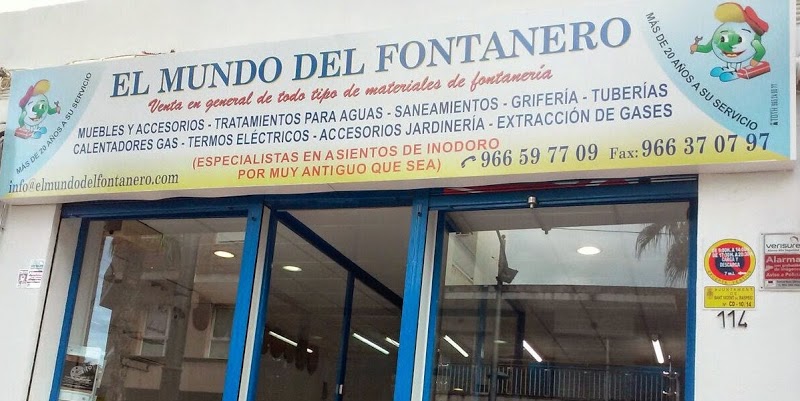 EL MUNDO DEL FONTANERO
Venta en general de todo tipo de materiales de fontanería
MUEBLES Y ACCESORIOS - TRATAMIENTOS PARA AGUAS - SANEAMIENTOS - GRIFERÍA - TUBERÍAS
CALENTADORES GAS - TERMOS ELÉCTRICOS - ACCESORIOS JARDINERÍA - EXTRACCIÓN DE GASES
(ESPECIALISTAS EN ASIENTOS DE INODORO
POR MUY ANTIGUO QUE SEA)
966 59 77 09 Fax: 966 37 07 97
info@elmundodelfontanero.com
MÁS DE 20 AÑOS A SU SERVICIO
MÁS DE 20 AÑOS A SU SERVICIO
CARGA Y
DESCARGA
AJUNTAMENT
114
verisure
Alarma